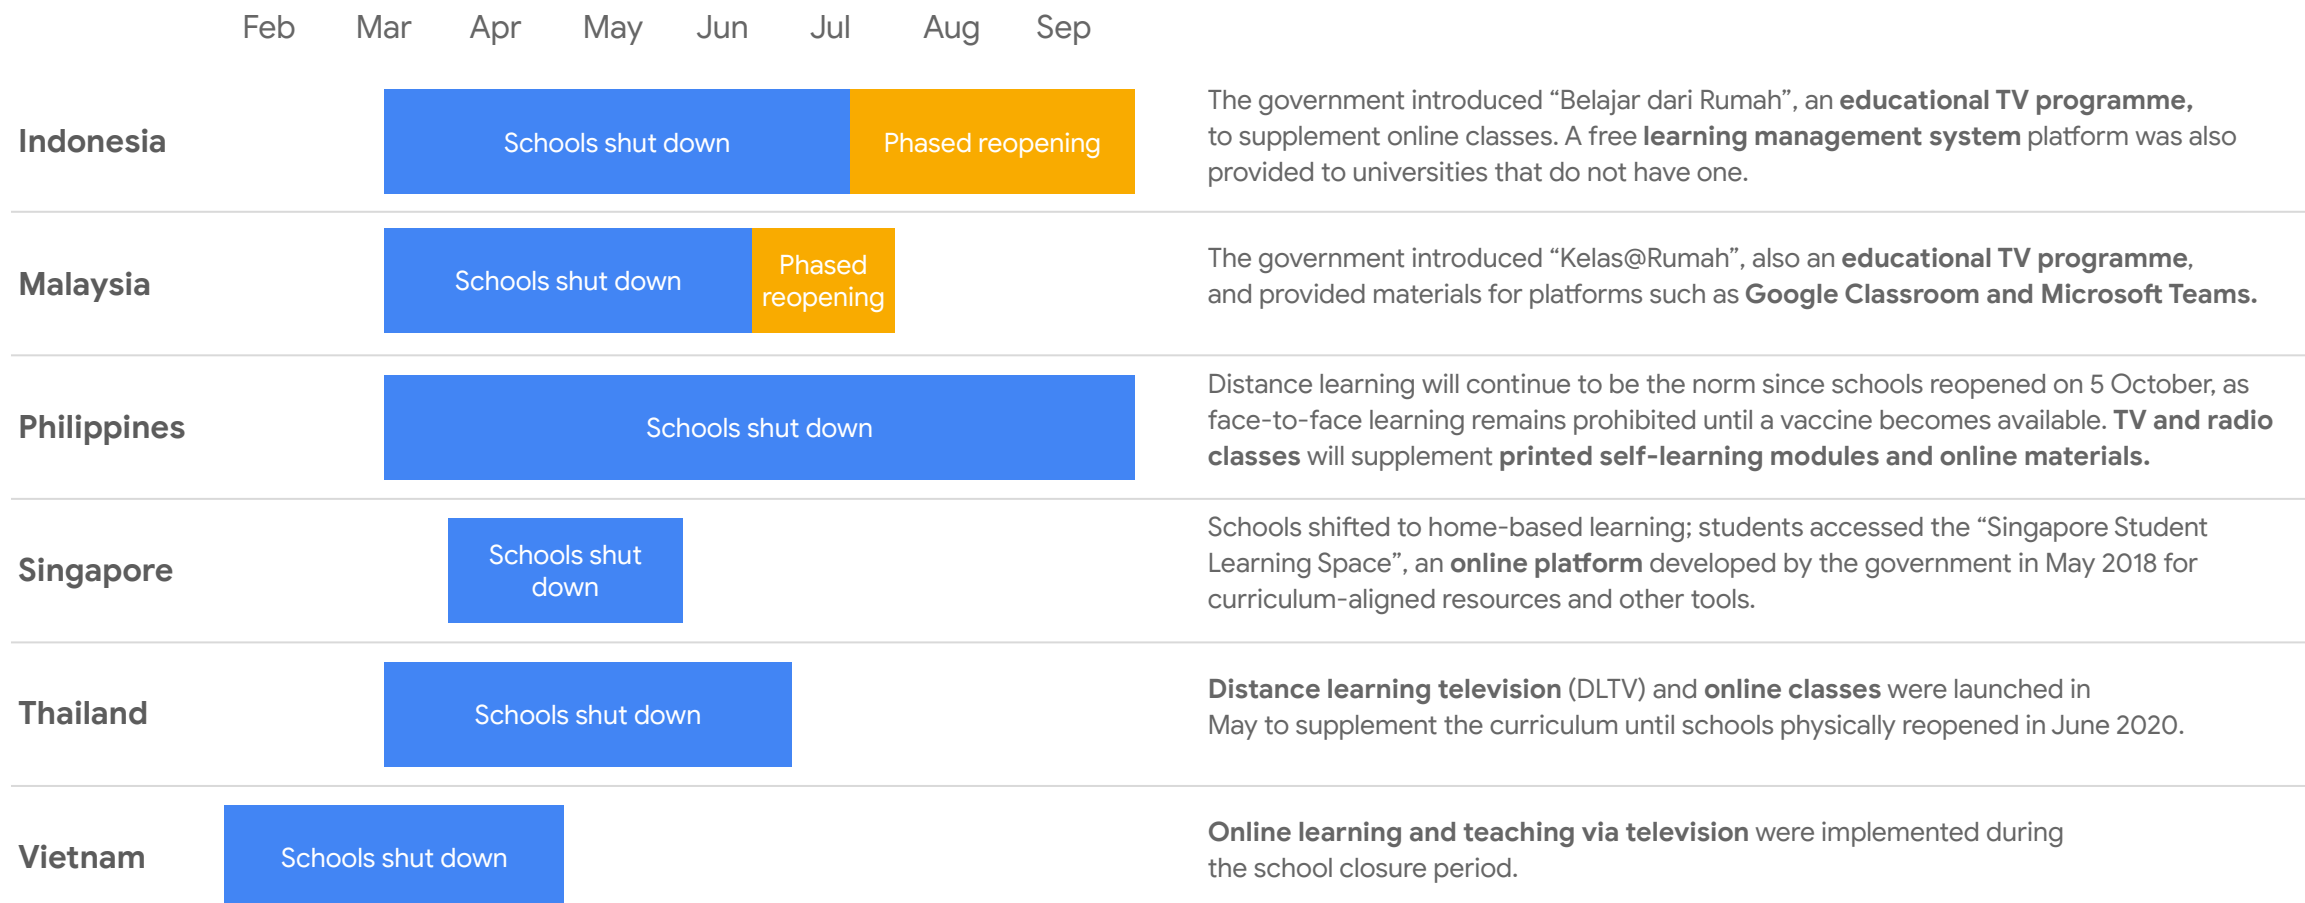 Feb Mar Apr May Jun Jul Aug Sep
Indonesia
Schools shut down
Phased reopening
The government introduced “Belajar dari Rumah”, an educational TV programme,
to supplement online classes. A free learning management system platform was also
provided to universities that do not have one.
Malaysia
Schools shut down
Phased
reopening
The government introduced “Kelas@Rumah”, also an educational TV programme,
and provided materials for platforms such as Google Classroom and Microsoft Teams.
Philippines
Schools shut down
Distance learning will continue to be the norm since schools reopened on 5 October, as
face-to-face learning remains prohibited until a vaccine becomes available. TV and radio
classes will supplement printed self-learning modules and online materials.
Singapore
Schools shut
down
Schools shifted to home-based learning; students accessed the “Singapore Student
Learning Space”, an online platform developed by the government in May 2018 for
curriculum-aligned resources and other tools.
Thailand
Schools shut down
Distance learning television (DLTV) and online classes were launched in
May to supplement the curriculum until schools physically reopened in June 2020.
Vietnam
Schools shut down
Online learning and teaching via television were implemented during
the school closure period.